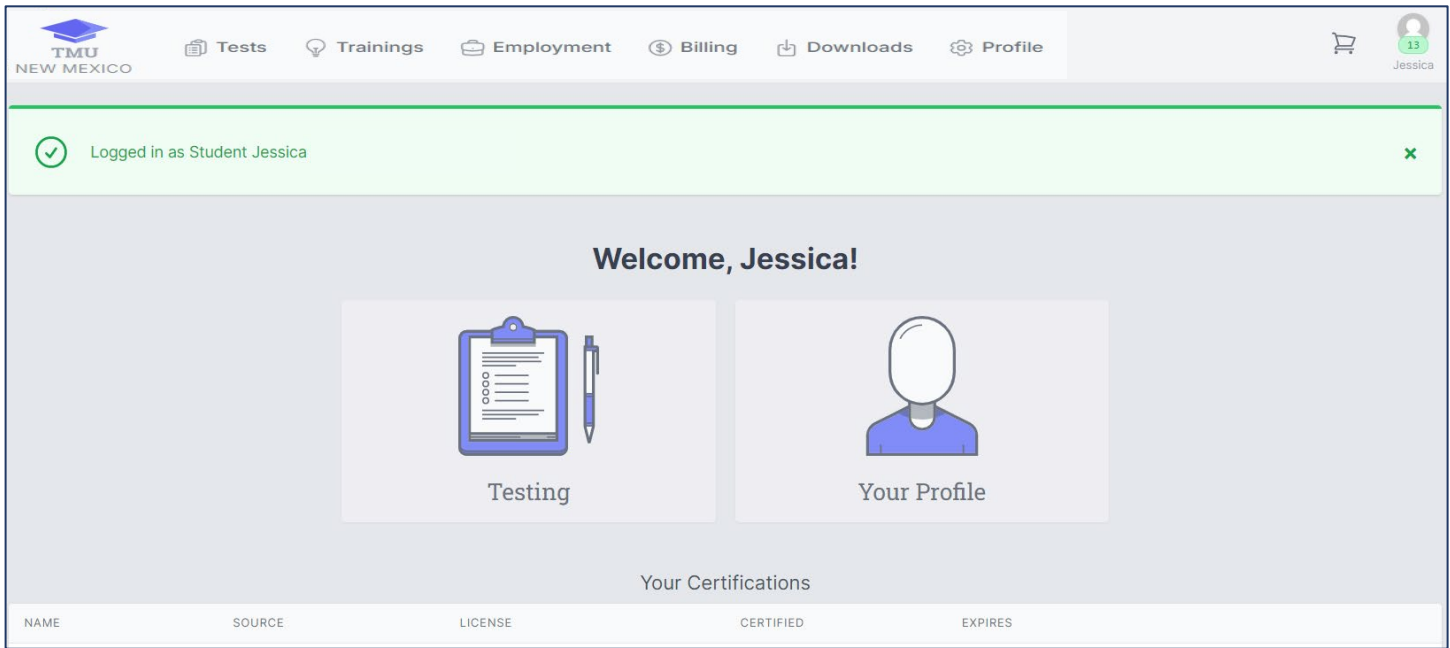 TMU
NEW MEXICO
Tests
Trainings
Employment
Billing
Downloads
Profile
13
Jessica
Logged in as Student Jessica
Welcome, Jessica!
Testing
Your Profile
Your Certifications
NAME SOURCE LICENSE CERTIFIED EXPIRES